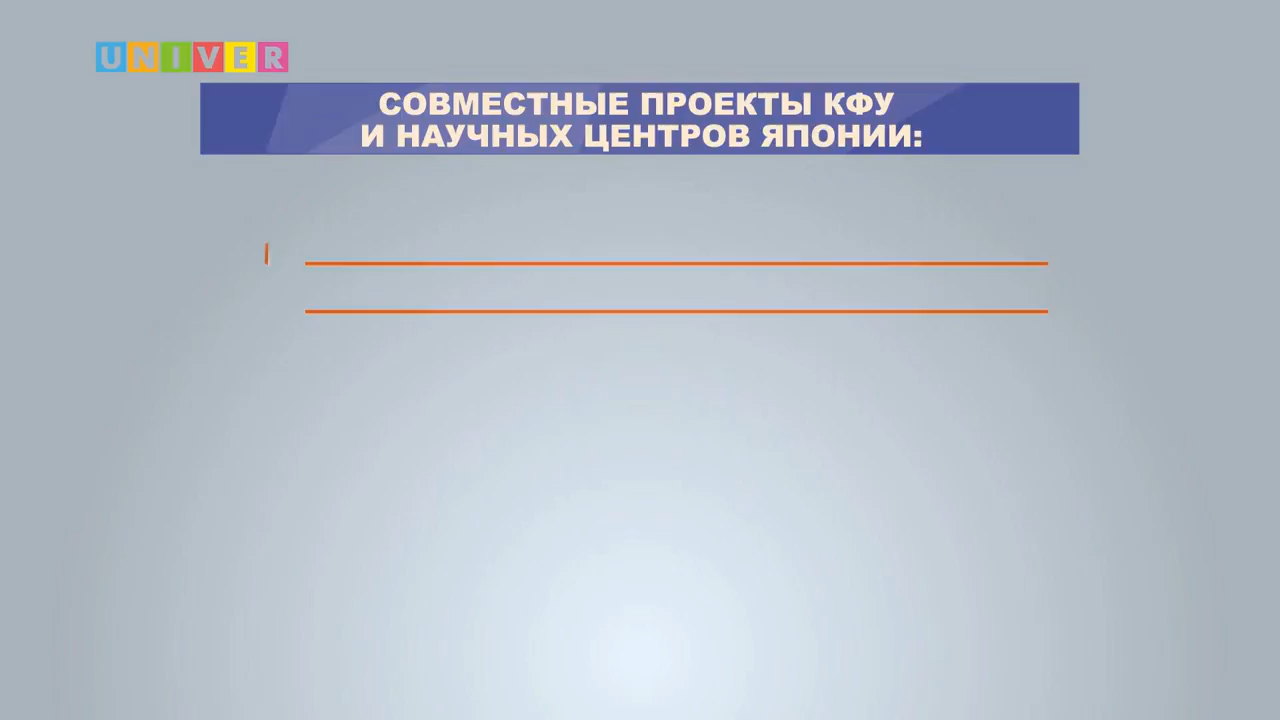 UNIVER
СОВМЕСТНЫЕ ПРОЕКТЫ КФУ
И НАУЧНЫХ ЦЕНТРОВ ЯПОНИИ: